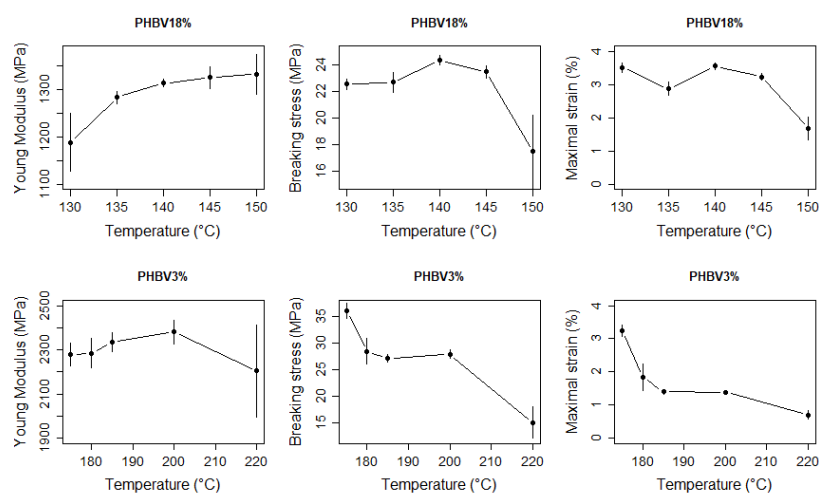 PHBV18%
Young Modulus (MPa)
1100 1200 1300
130 135 140 145 150
Temperature (°C)
PHBV18%
Breaking stress (MPa)
16 18 20 22 24
130 135 140 145 150
Temperature (°C)
PHBV18%
Maximal strain (%)
0 1 2 3 4
130 135 140 145 150
Temperature (°C)
PHBV3%
Young Modulus (MPa)
1900 2100 2300 2500
180 190 200 210 220
Temperature (°C)
PHBV3%
Breaking stress (MPa)
15 20 25 30 35
180 190 200 210 220
Temperature (°C)
PHBV3%
Maximal strain (%)
0 1 2 3 4
180 190 200 210 220
Temperature (°C)